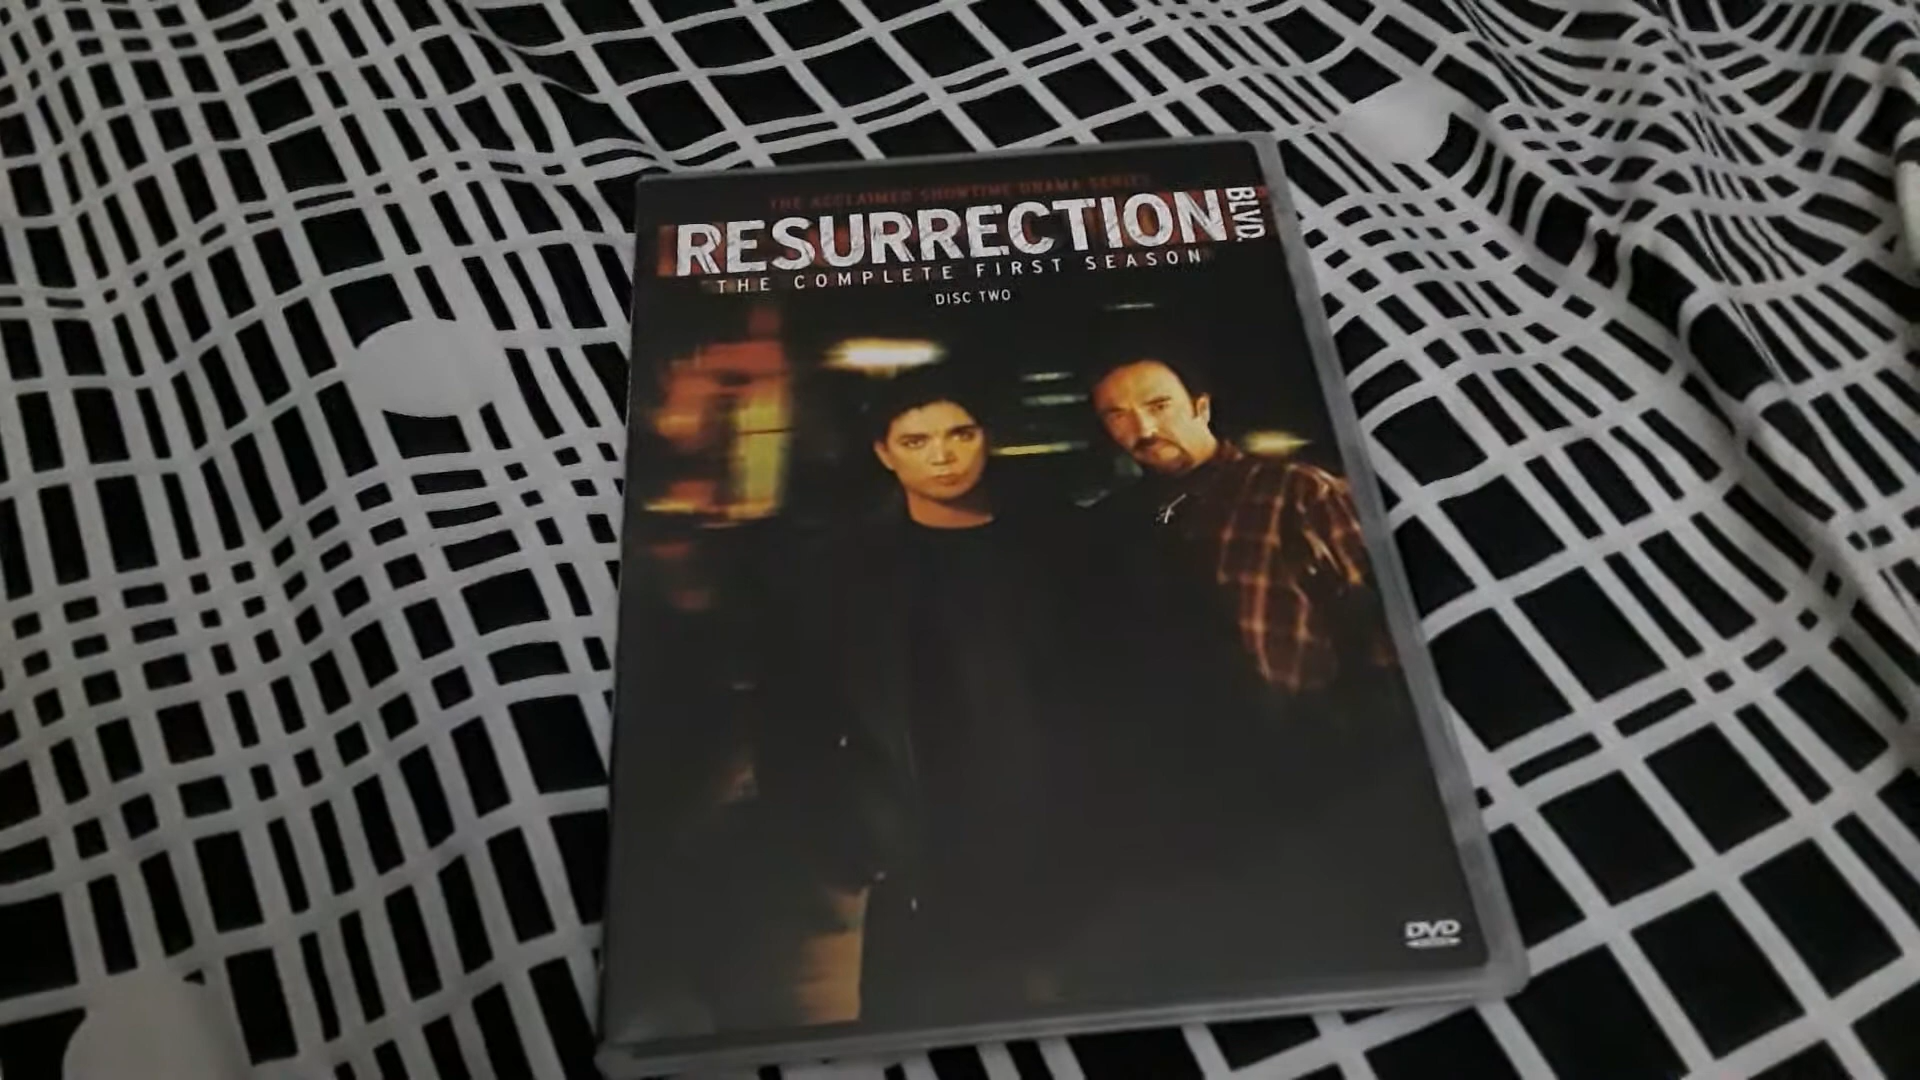 THE ACCLAIMED SHOWTIME DRAMA SERIES
RESURRECTION BLVD.
THE COMPLETE FIRST SEASON
DISC TWO
DVD